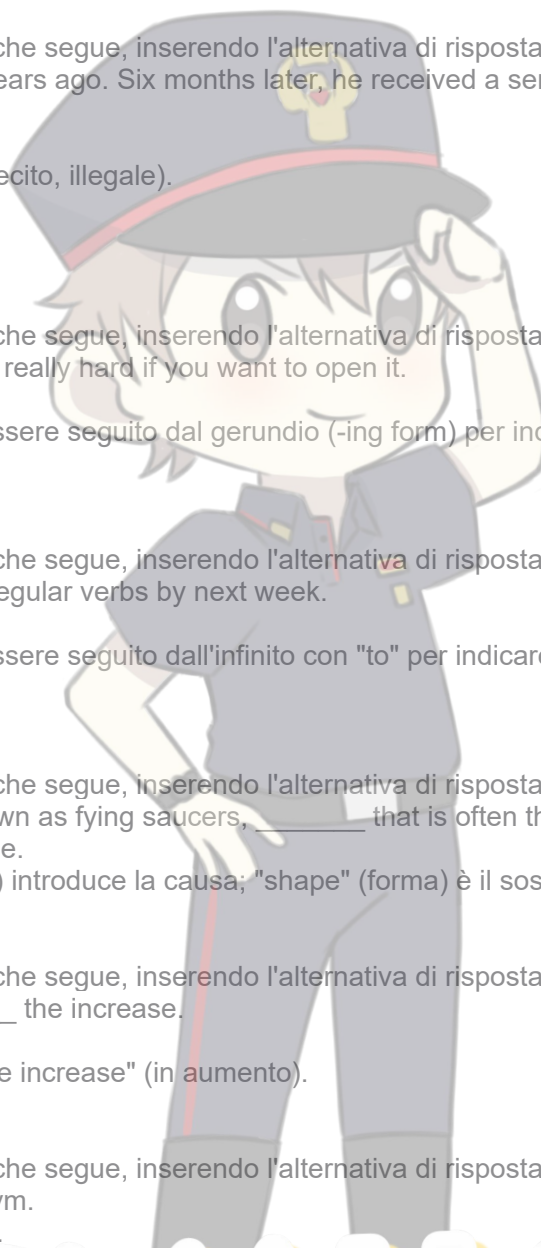 che segue, inserendo l'alternativa di risposta
ears ago. Six months later, he received a ser
ecito, illegale).
che segue, inserendo l'alternativa di risposta
really hard if you want to open it.
ssere seguito dal gerundio (-ing form) per inc
che segue, inserendo l'alternativa di risposta
egular verbs by next week.
ssere seguito dall'infinito con "to" per indicare
che segue, inserendo l'alternativa di risposta
wn as fying saucers, ________ that is often th
e.
) introduce la causa; "shape" (forma) è il sos
che segue, inserendo l'alternativa di risposta
_ the increase.
e increase" (in aumento).
che segue, inserendo l'alternativa di risposta
ym.